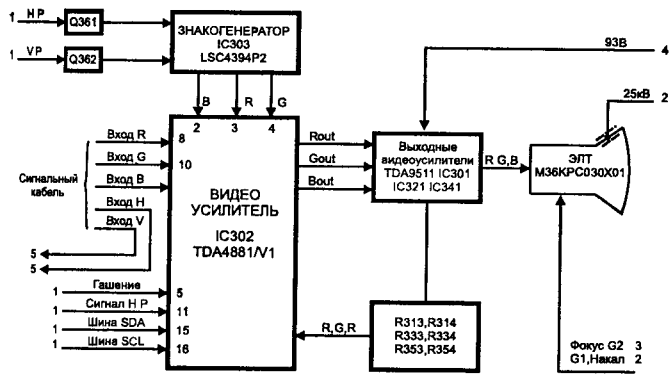 1 HP Q361
1 VP Q362
ЗНАКОГЕНЕРАТОР
IC303
LSC4394P2
93В 4
25кВ 2
B R G
2 3 4
Вход R 8
Вход G 10
Вход B
Вход H
Вход V
Сигнальный
кабель
5
5
ВИДЕО
УСИЛИТЕЛЬ
IC302
TDA4881/V1
Rout
Gout
Bout
Выходные
видеоусилители
TDA9511 IC301
IC321 IC341
R G,B
ЭЛТ
M36KPC030X01
1 Гашение 5
1 Сигнал H P 11
1 Шина SDA 15
1 Шина SCL 16
R,G,R
R313,R314
R333,R334
R353,R354
Фокус G2 3
G1,Накал 2